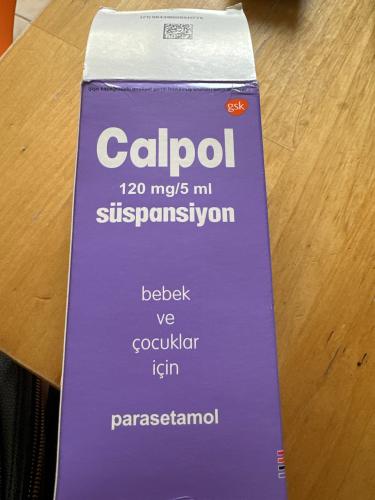 gsk
Calpol
120 mg/5 ml
süspansiyon
bebek
ve
çocuklar
için
parasetamol